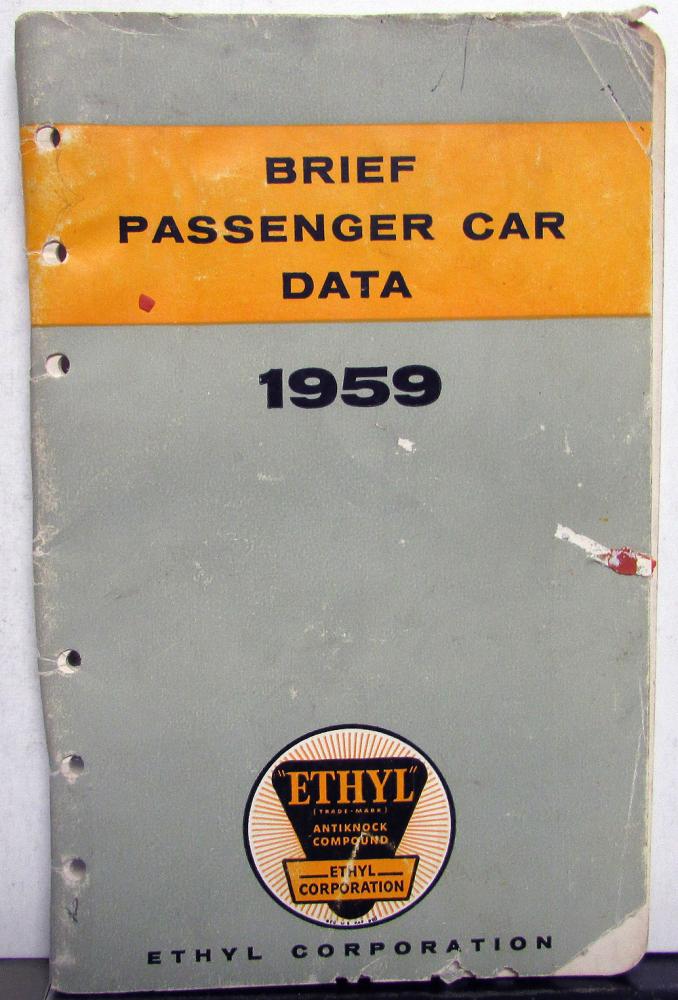 BRIEF
PASSENGER CAR
DATA
1959
"ETHYL"
(TRADE-MARK)
ANTIKNOCK
COMPOUND
ETHYL
CORPORATION
ETHYL CORPORATION